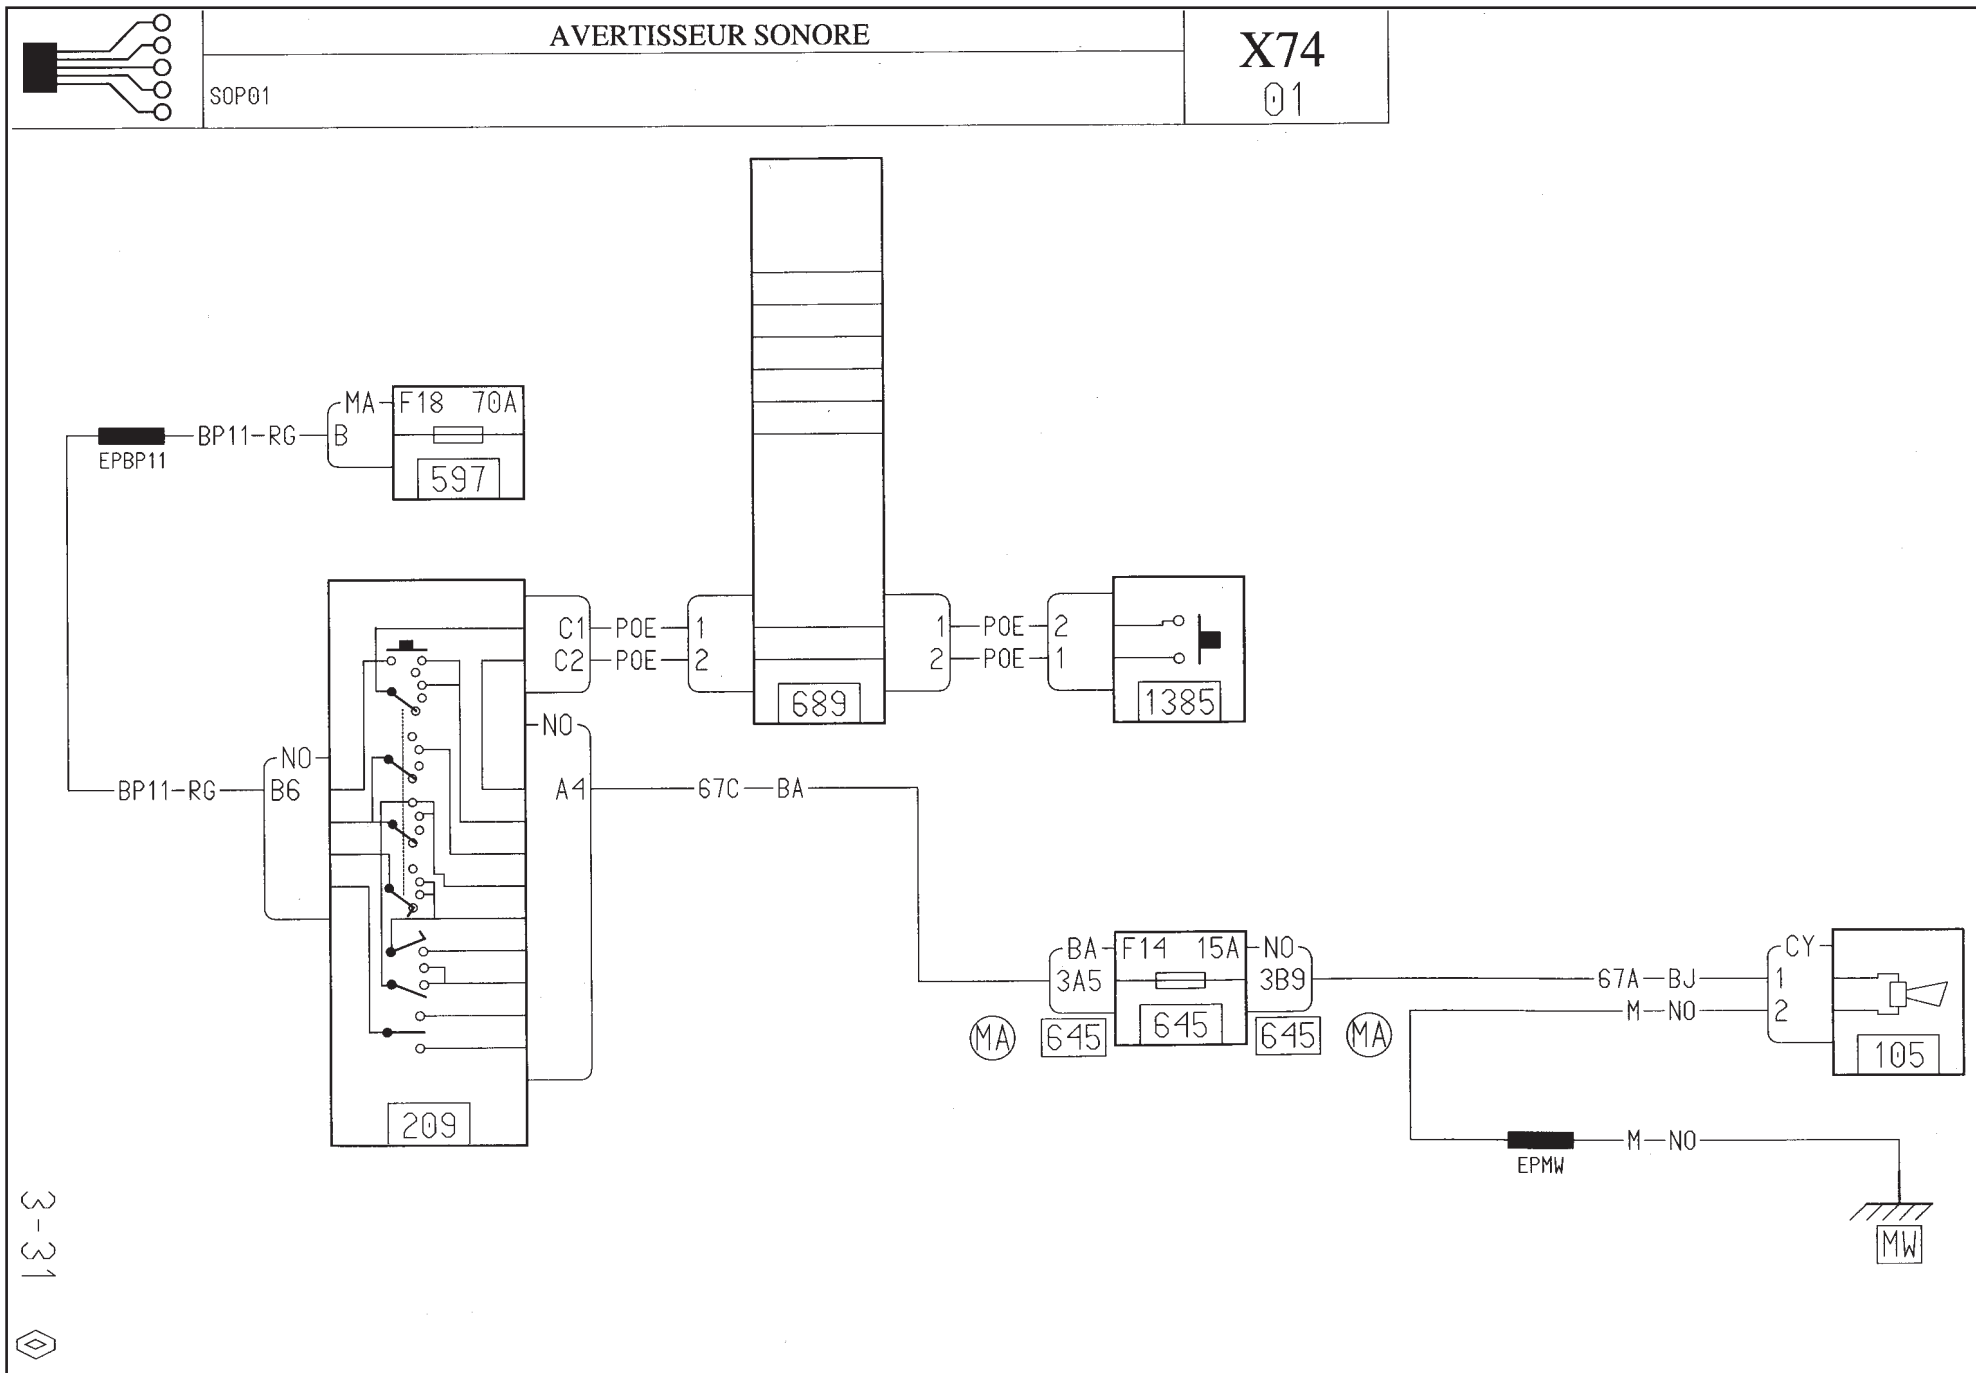 AVERTISSEUR SONORE
X74
SOP01
01
MA
F18 70A
BP11-RG
B
EPBP11
597
C1 POE 1
C2 POE 2
1 POE 2
2 POE 1
689
1385
NO
NO
BP11-RG
B6
A4
67C BA
BA
F14 15A
NO
3A5
3B9
67A BJ
CY
1
M NO
2
MA
645
645
645
MA
105
209
M NO
EPMW
MW
3-31